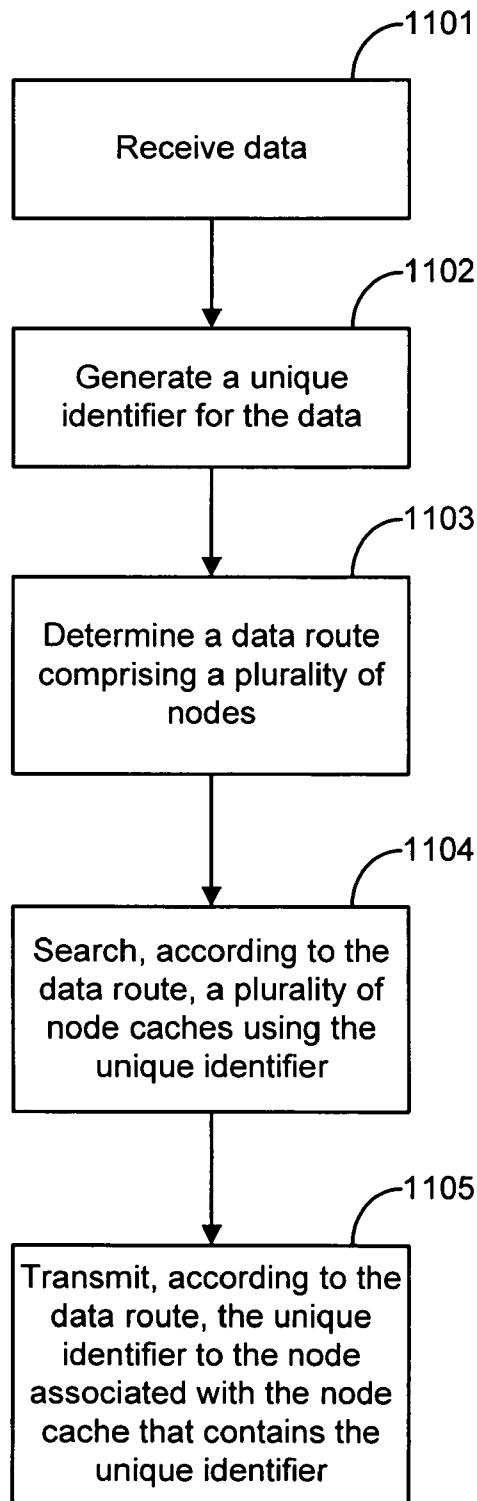 1101
Receive data
1102
Generate a unique
identifier for the data
1103
Determine a data route
comprising a plurality of
nodes
1104
Search, according to the
data route, a plurality of
node caches using the
unique identifier
1105
Transmit, according to the
data route, the unique
identifier to the node
associated with the node
cache that contains the
unique identifier